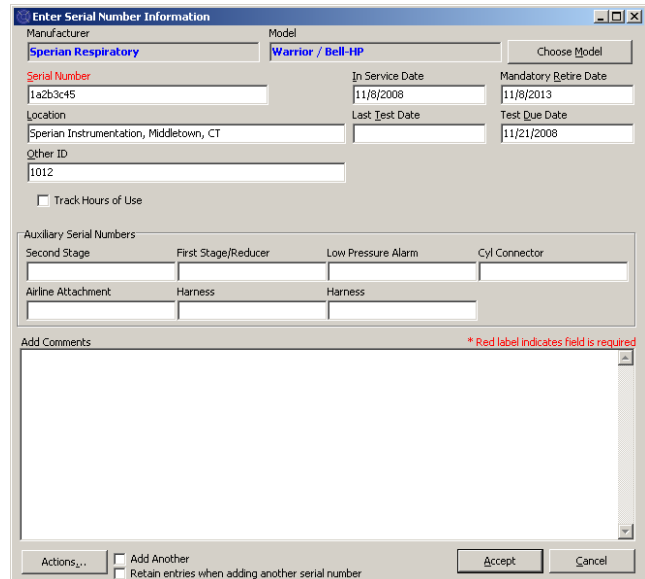 Enter Serial Number Information
Manufacturer Model
Sperian Respiratory Warrior / Bell-HP Choose Model
Serial Number In Service Date Mandatory Retire Date
1a2b3c45 11/8/2008 11/8/2013
Location Last Test Date Test Due Date
Sperian Instrumentation, Middletown, CT 11/21/2008
Other ID
1012
Track Hours of Use
Auxiliary Serial Numbers
Second Stage First Stage/Reducer Low Pressure Alarm Cyl Connector
Airline Attachment Harness Harness
Add Comments * Red label indicates field is required
Actions... Add Another Accept Cancel
Retain entries when adding another serial number